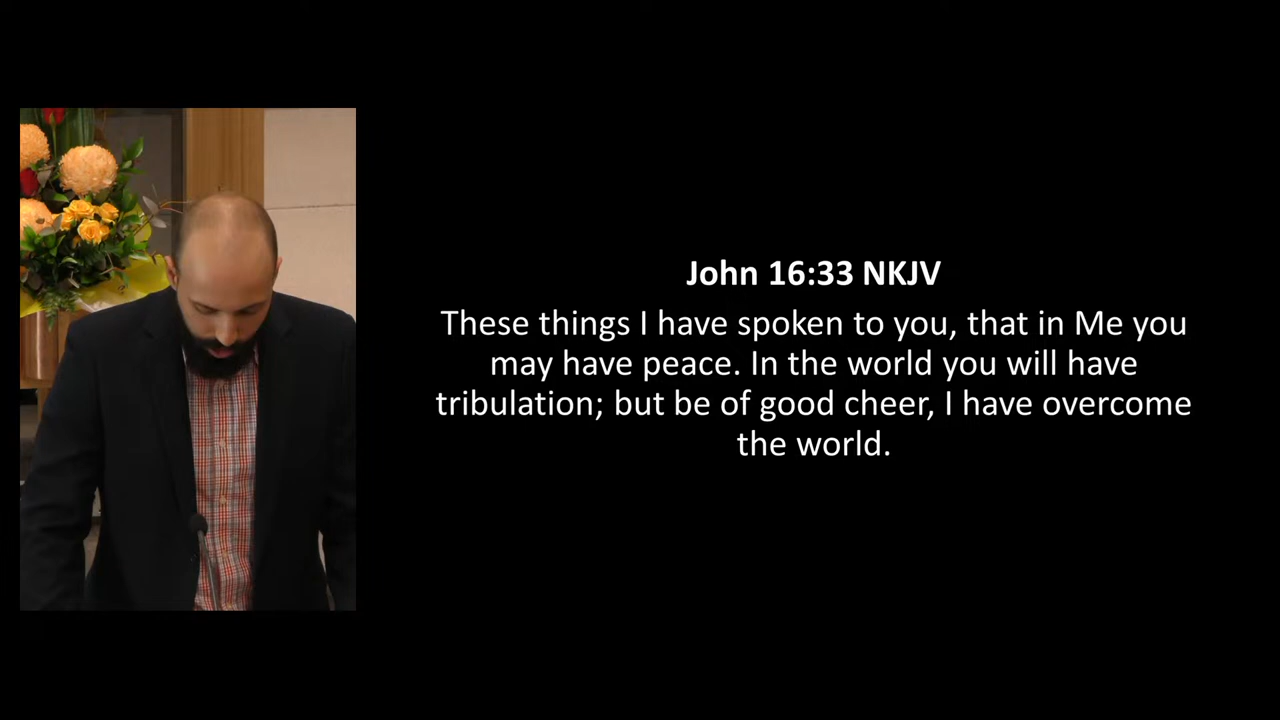 John 16:33 NKJV
These things I have spoken to you, that in Me you
may have peace. In the world you will have
tribulation; but be of good cheer, I have overcome
the world.